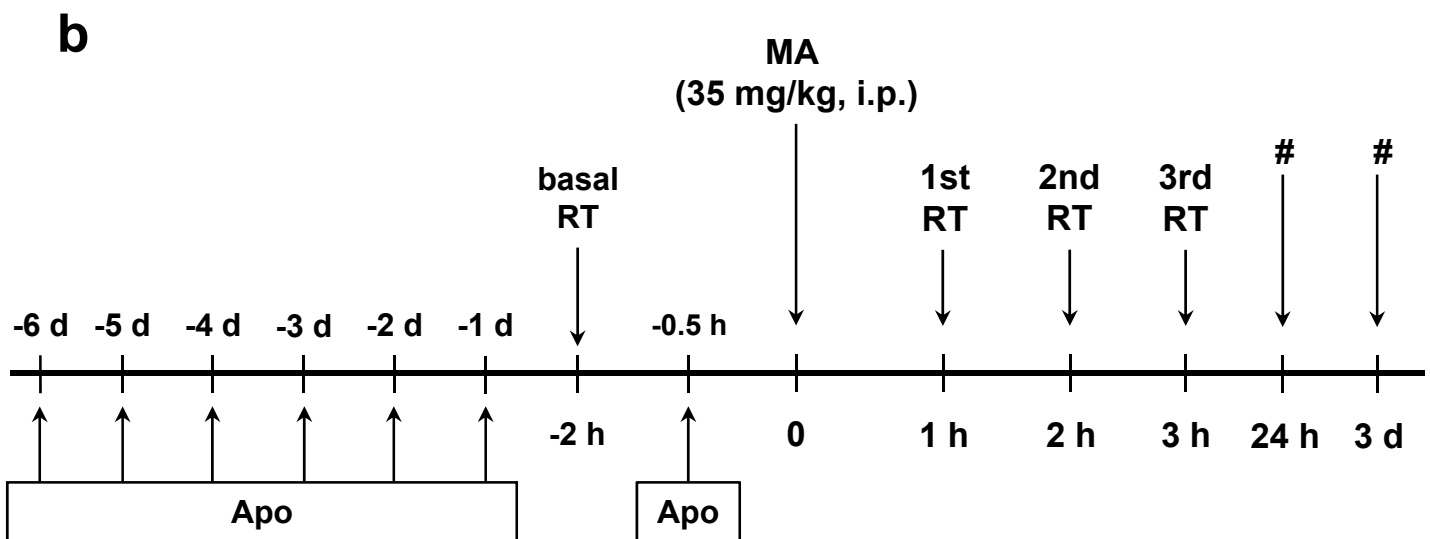 b
MA
(35 mg/kg, i.p.)
basal
RT
1st
RT
2nd
RT
3rd
RT
#
#
-6 d
-5 d
-4 d
-3 d
-2 d
-1 d
-0.5 h
-2 h
0
1 h
2 h
3 h
24 h
3 d
Apo
Apo